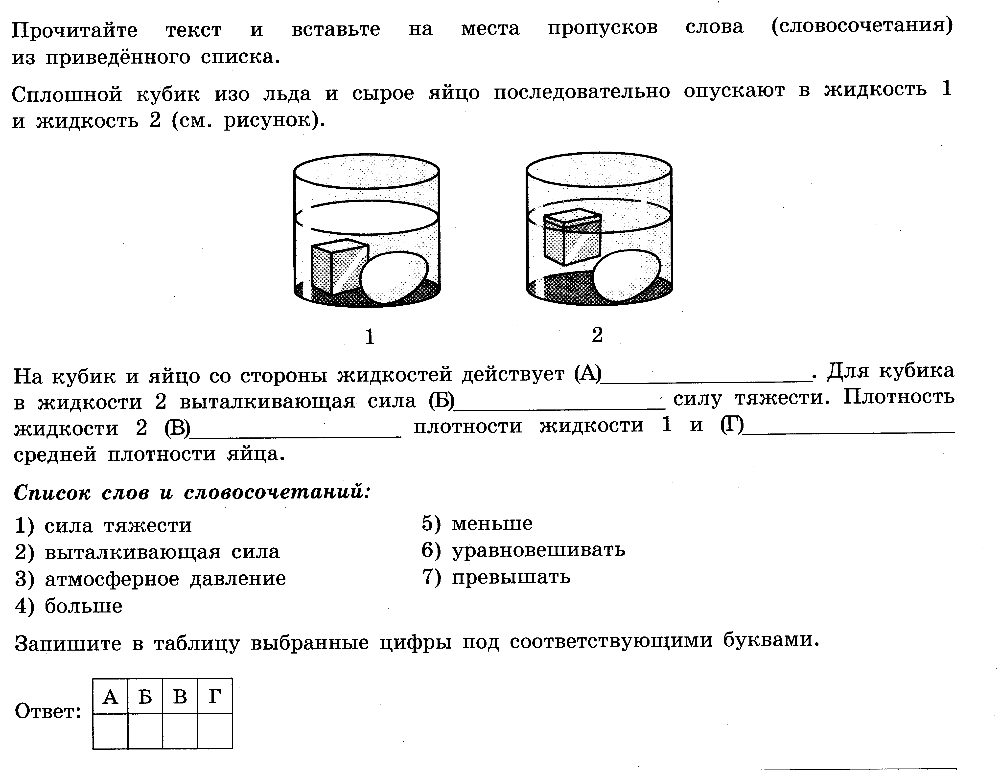 Прочитайте текст и вставьте на места пропусков слова (словосочетания)
из приведённого списка.
Сплошной кубик изо льда и сырое яйцо последовательно опускают в жидкость 1
и жидкость 2 (см. рисунок).
1
2
На кубик и яйцо со стороны жидкостей действует (А)____________________. Для кубика
в жидкости 2 выталкивающая сила (Б)____________________ силу тяжести. Плотность
жидкости 2 (В)____________________ плотности жидкости 1 и (Г)____________________
средней плотности яйца.
Список слов и словосочетаний:
1) сила тяжести
2) выталкивающая сила
3) атмосферное давление
4) больше
5) меньше
6) уравновешивать
7) превышать
Запишите в таблицу выбранные цифры под соответствующими буквами.
Ответ:
А Б В Г